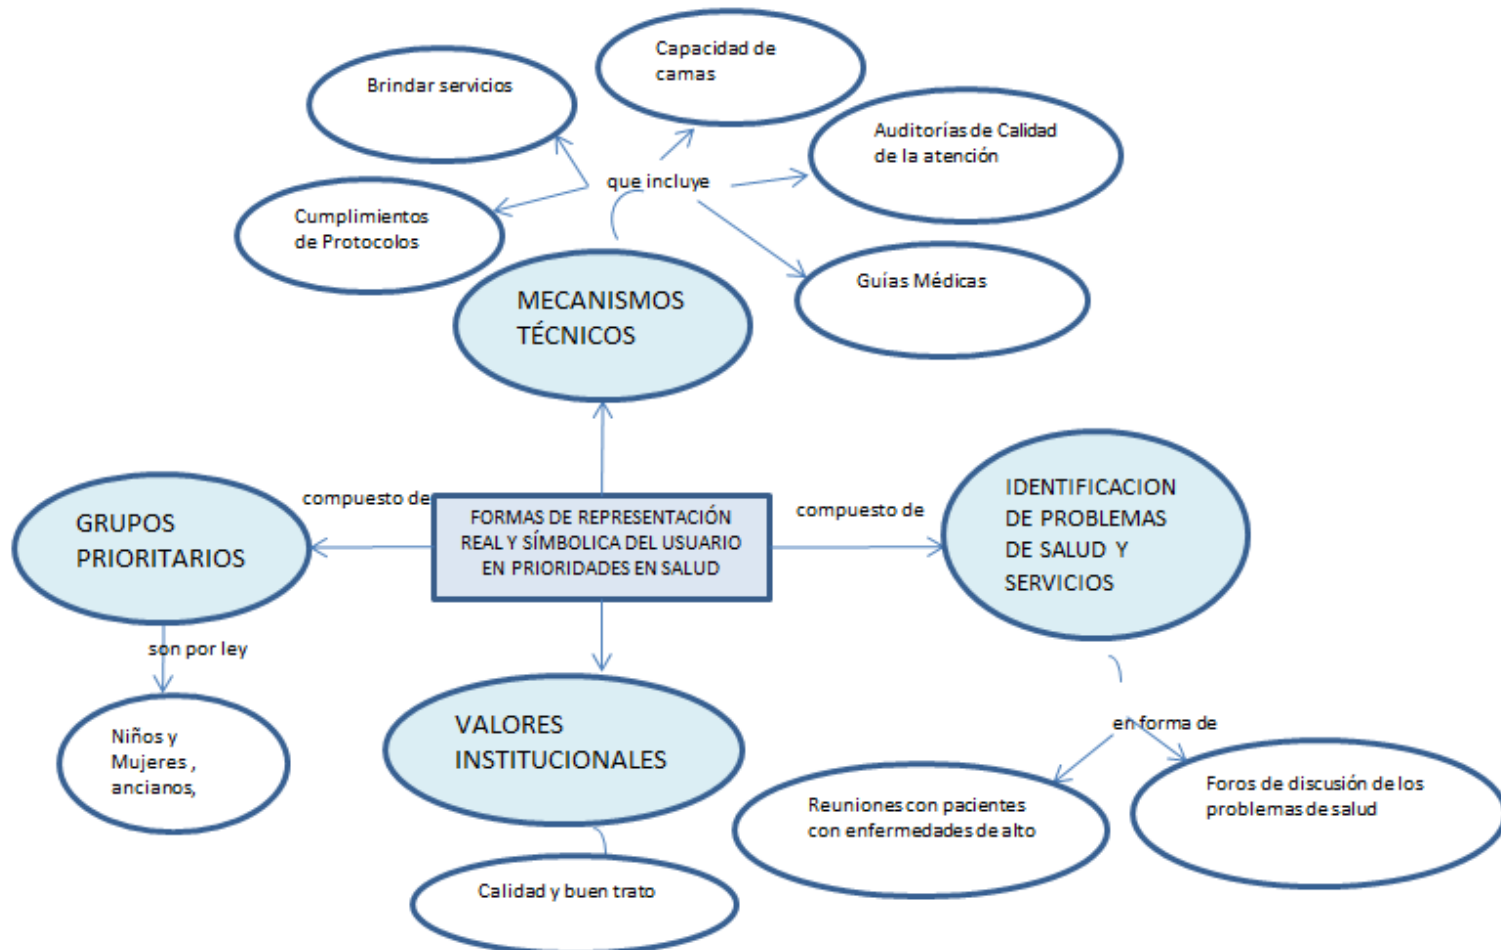 Capacidad de
camas
Brindar servicios
Auditorías de Calidad
de la atención
que incluye
Cumplimientos
de Protocolos
Guías Médicas
MECANISMOS
TÉCNICOS
compuesto de
GRUPOS
PRIORITARIOS
FORMAS DE REPRESENTACIÓN
REAL Y SÍMBOLICA DEL USUARIO
EN PRIORIDADES EN SALUD
compuesto de
IDENTIFICACION
DE PROBLEMAS
DE SALUD Y
SERVICIOS
son por ley
Niños y
Mujeres ,
ancianos,
VALORES
INSTITUCIONALES
en forma de
Reuniones con pacientes
con enfermedades de alto
Foros de discusión de los
problemas de salud
Calidad y buen trato